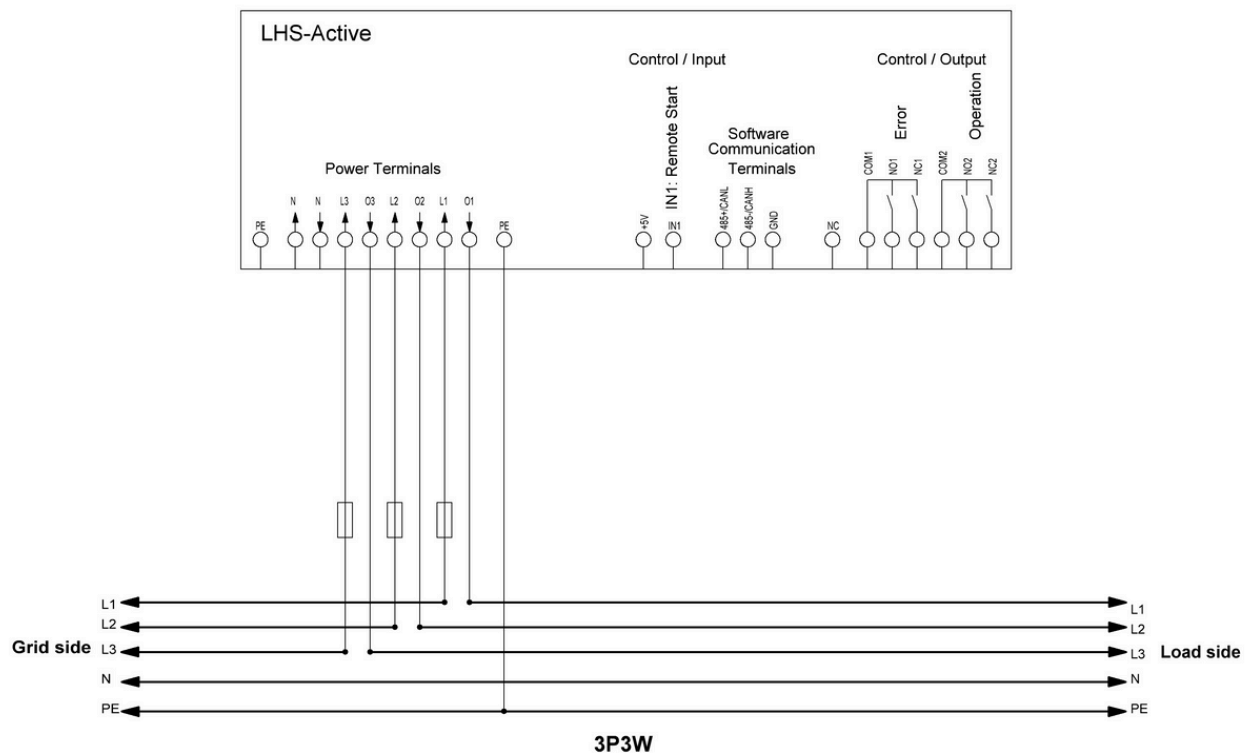 LHS-Active
Control / Input
Control / Output
IN1: Remote Start
Software
Communication
Terminals
Error
Operation
Power Terminals
PE
N
N
L3
O3
L2
O2
L1
O1
PE
+5V
IN1
485+/CANL
485-/CANH
GND
NC
COM1
NO1
NC1
COM2
NO2
NC2
L1
L2
Grid side L3
N
PE
L1
L2
L3 Load side
N
PE
3P3W